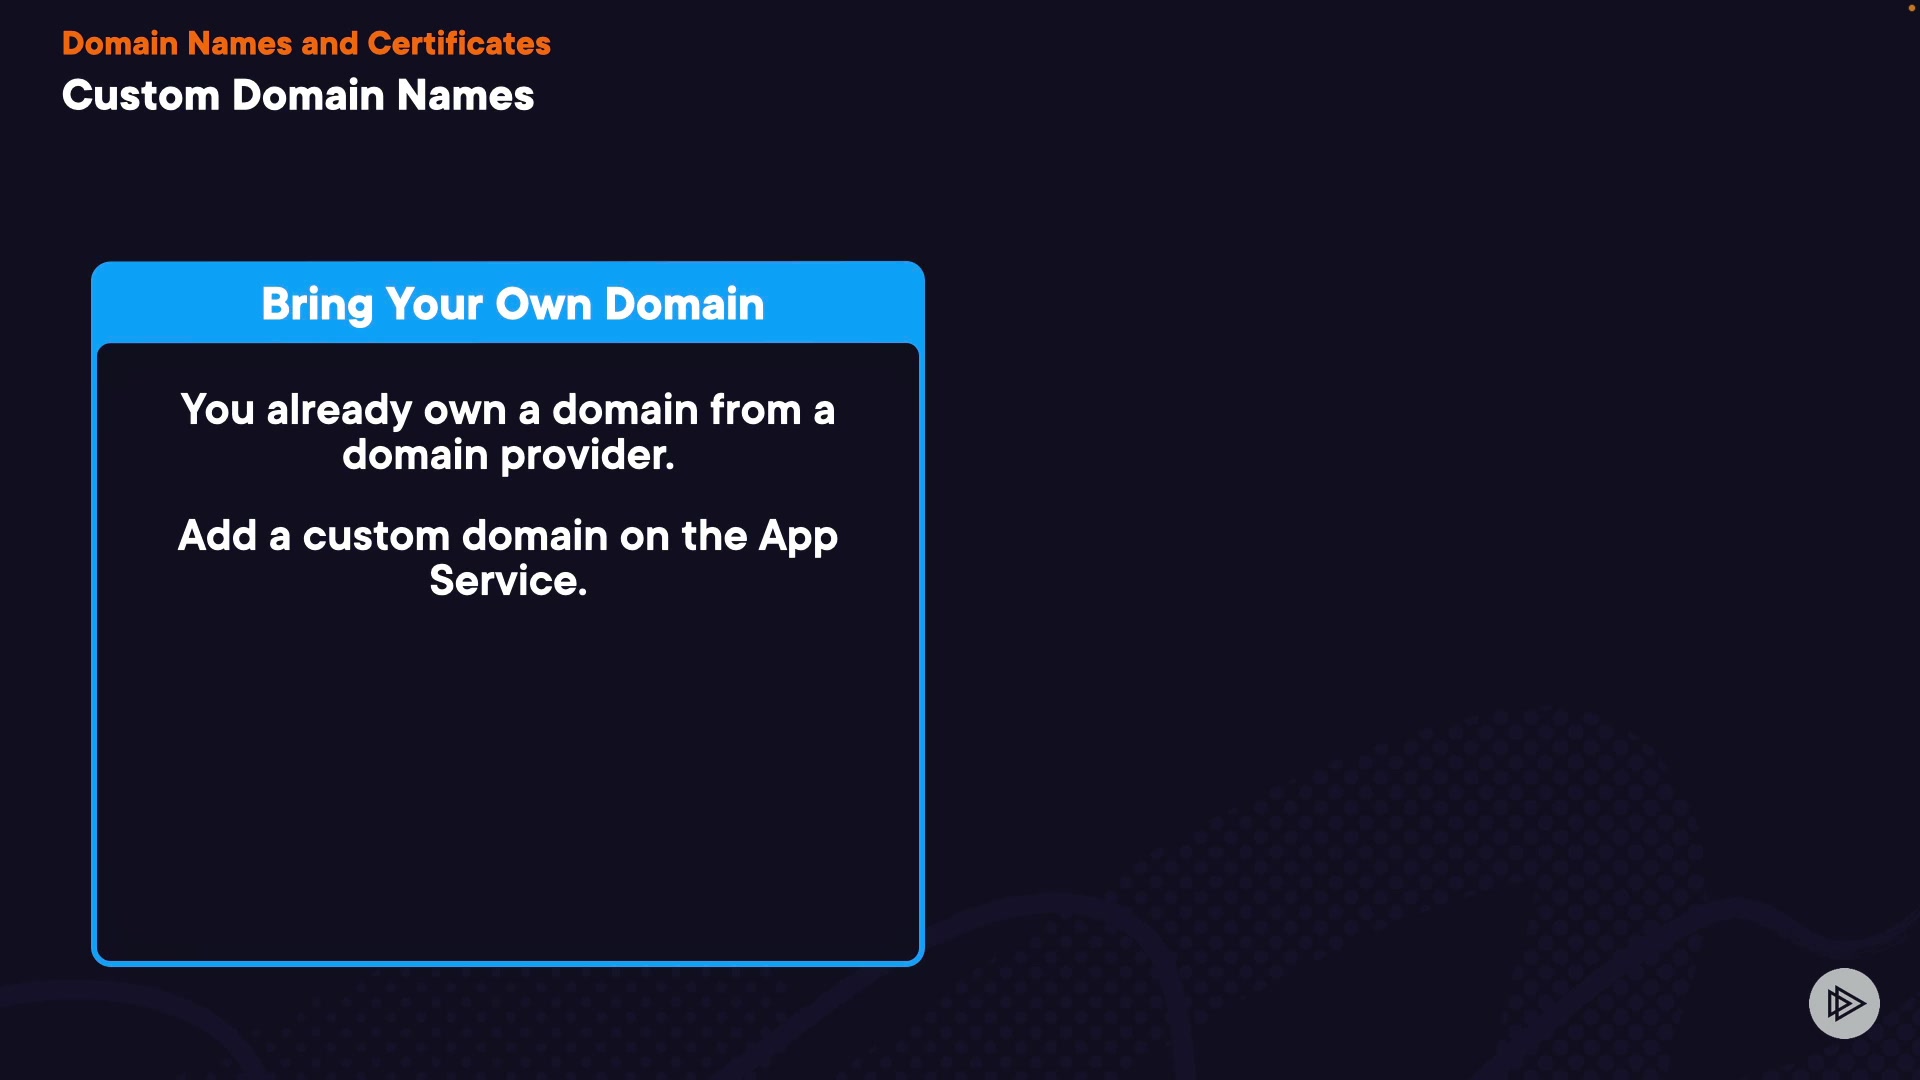 Domain Names and Certificates
Custom Domain Names
Bring Your Own Domain
You already own a domain from a
domain provider.
Add a custom domain on the App
Service.